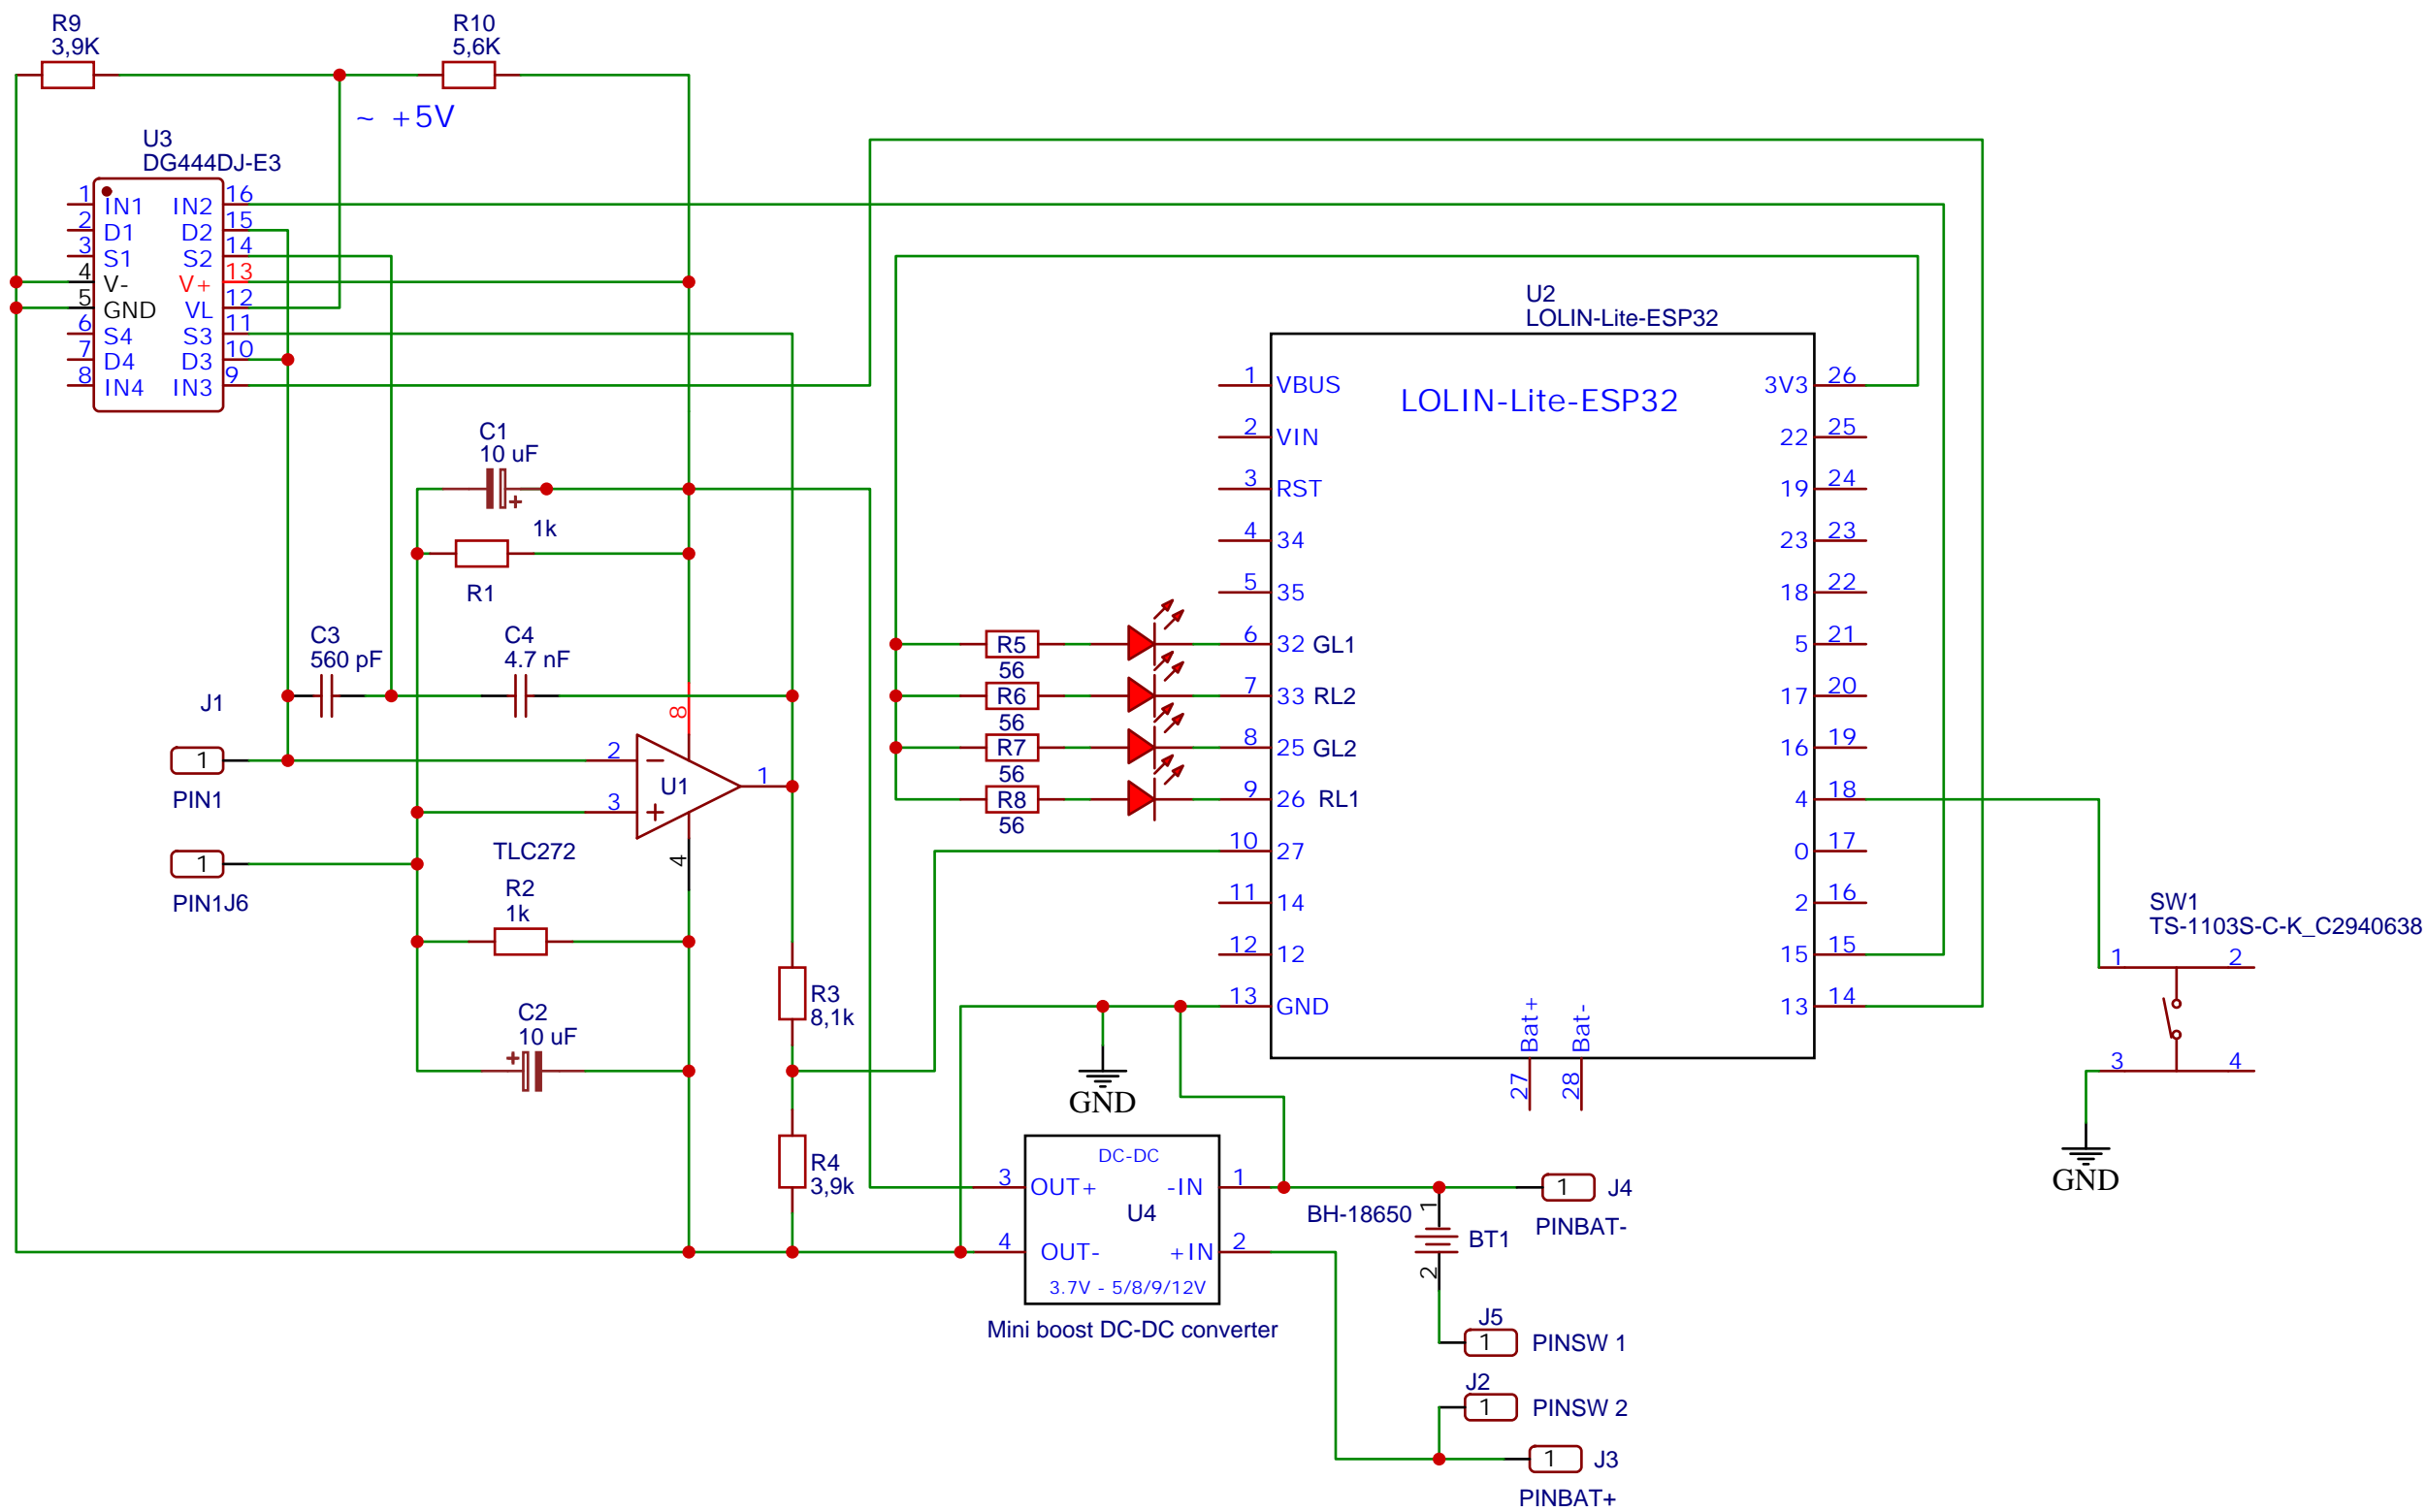 R9
3,9K
R10
5,6K
~ +5V
U3
DG444DJ-E3
1 IN1 IN2 16
2 D1 D2 15
3 S1 S2 14
4 V- V+ 13
5 GND VL 12
6 S4 S3 11
7 D4 D3 10
8 IN4 IN3 9
C1
10 uF
+
1k
R1
C3
560 pF
C4
4.7 nF
J1
1
PIN1
1
PIN1J6
8
2
3
U1
1
4
TLC272
R2
1k
C2
10 uF
+
R3
8,1k
R4
3,9k
U2
LOLIN-Lite-ESP32
LOLIN-Lite-ESP32
1 VBUS 3V3 26
2 VIN 22 25
3 RST 19 24
4 34 23 23
5 35 18 22
R5 6 32 GL1 5 21
56
R6 7 33 RL2 17 20
56
R7 8 25 GL2 16 19
56
R8 9 26 RL1 4 18
56
10 27 0 17
11 14 2 16
12 12 15 15
13 GND 13 14
Bat+
Bat-
27
28
GND
SW1
TS-1103S-C-K_C2940638
1 2
3 4
GND
DC-DC
3 OUT+ -IN 1
U4
4 OUT- +IN 2
3.7V - 5/8/9/12V
Mini boost DC-DC converter
BH-18650
1
BT1
2
1 J4
PINBAT-
J5
1 PINSW 1
J2
1 PINSW 2
1 J3
PINBAT+